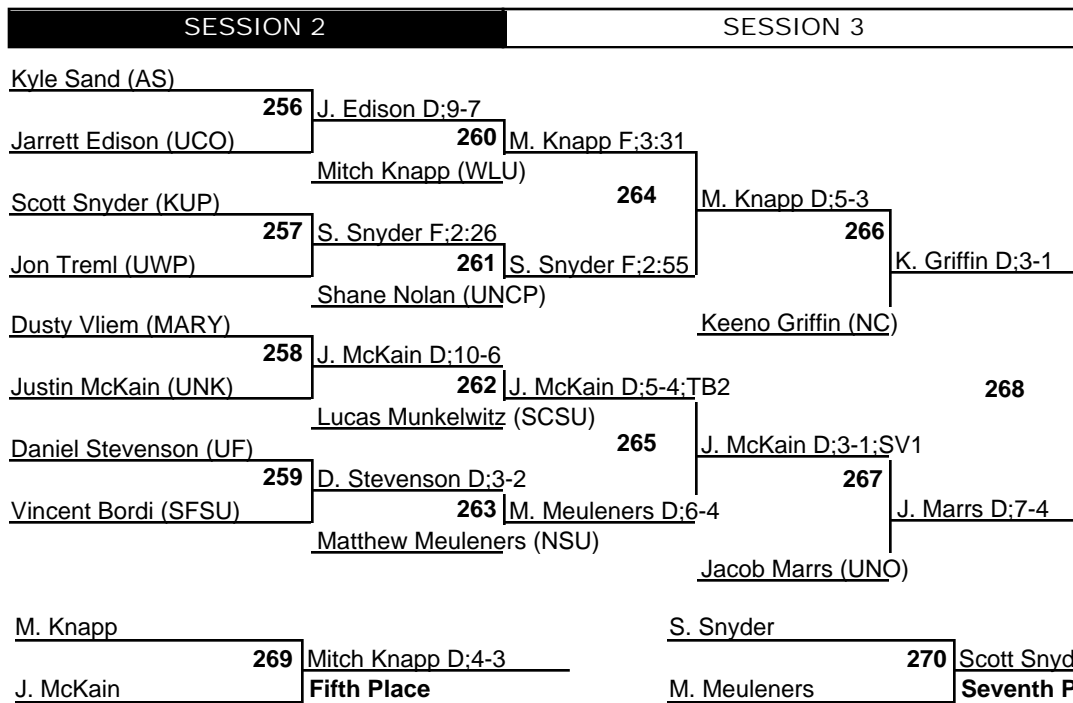 SESSION 2 SESSION 3
Kyle Sand (AS)
256 J. Edison D;9-7
Jarrett Edison (UCO) 260 M. Knapp F;3:31
Mitch Knapp (WLU)
Scott Snyder (KUP) 264 M. Knapp D;5-3
257 S. Snyder F;2:26 266
Jon Treml (UWP) 261 S. Snyder F;2:55 K. Griffin D;3-1
Shane Nolan (UNCP)
Dusty Vliem (MARY) Keeno Griffin (NC)
258 J. McKain D;10-6
Justin McKain (UNK) 262 J. McKain D;5-4;TB2 268
Lucas Munkelwitz (SCSU)
Daniel Stevenson (UF) 265 J. McKain D;3-1;SV1
259 D. Stevenson D;3-2 267
Vincent Bordi (SFSU) 263 M. Meuleners D;6-4 J. Marrs D;7-4
Matthew Meuleners (NSU)
Jacob Marrs (UNO)
M. Knapp S. Snyder
269 Mitch Knapp D;4-3 270 Scott Snyd
J. McKain Fifth Place M. Meuleners Seventh P